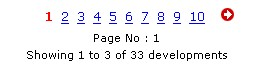 1 2 3 4 5 6 7 8 9 10
Page No : 1
Showing 1 to 3 of 33 developments